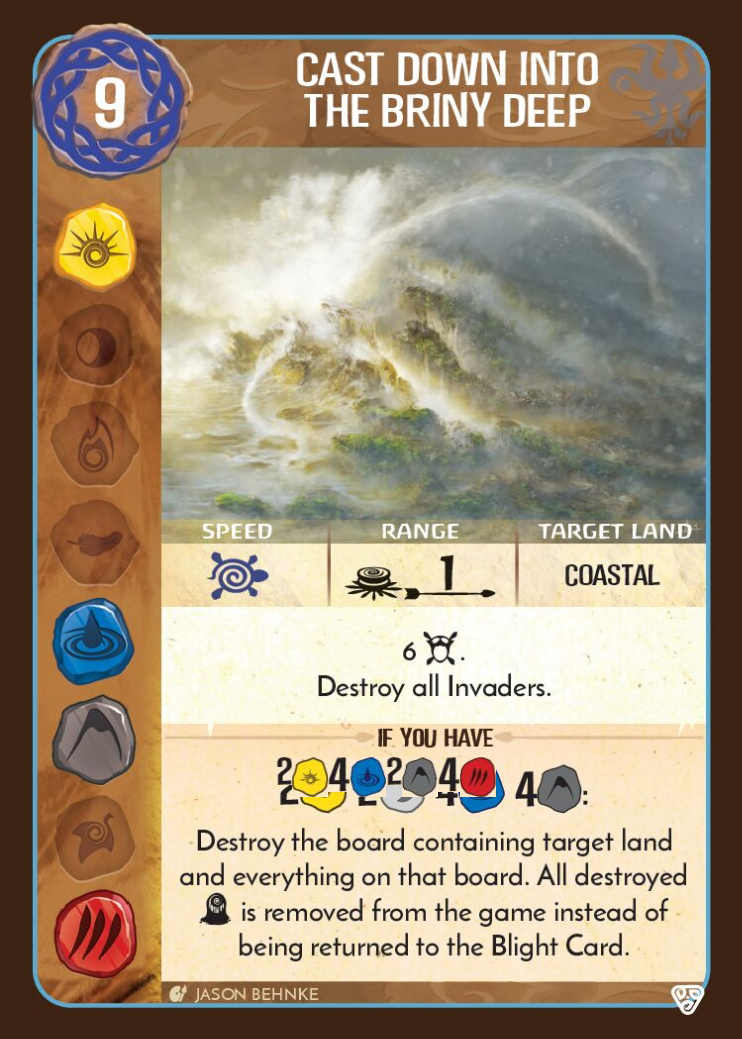 9
CAST DOWN INTO
THE BRINY DEEP
SPEED RANGE TARGET LAND
1 COASTAL
6 .
Destroy all Invaders.
IF YOU HAVE
2 4 2 4 4 :
Destroy the board containing target land
and everything on that board. All destroyed
is removed from the game instead of
being returned to the Blight Card.
JASON BEHNKE